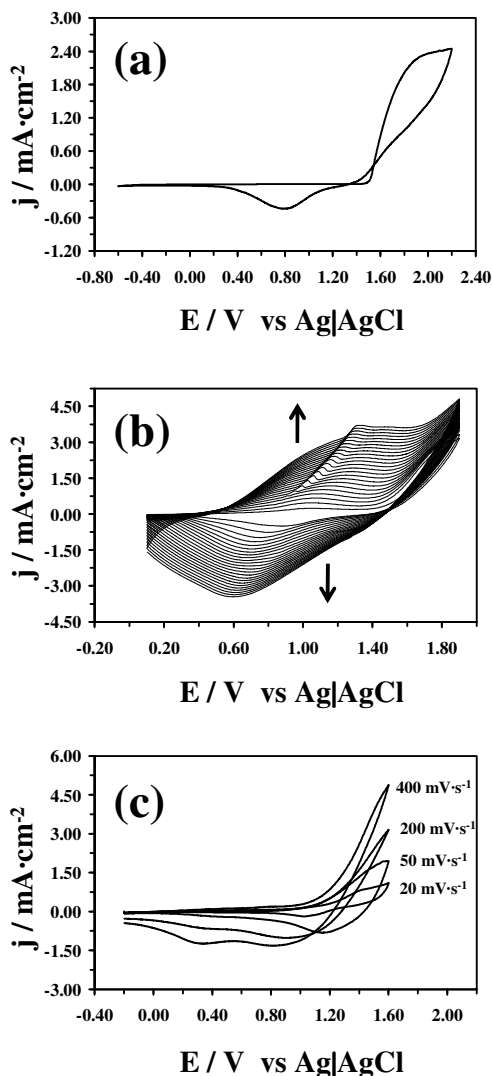 (a)
3.00
2.40
1.80
1.20
0.60
0.00
-0.60
-1.20
j / mA·cm-2
-0.80 -0.40 0.00 0.40 0.80 1.20 1.60 2.00 2.40
E / V vs Ag|AgCl
(b)
4.50
3.00
1.50
0.00
-1.50
-3.00
-4.50
j / mA·cm-2
-0.20 0.20 0.60 1.00 1.40 1.80
E / V vs Ag|AgCl
(c)
6.00
4.50
3.00
1.50
0.00
-1.50
-3.00
j / mA·cm-2
400 mV·s-1
200 mV·s-1
50 mV·s-1
20 mV·s-1
-0.40 0.00 0.40 0.80 1.20 1.60 2.00
E / V vs Ag|AgCl